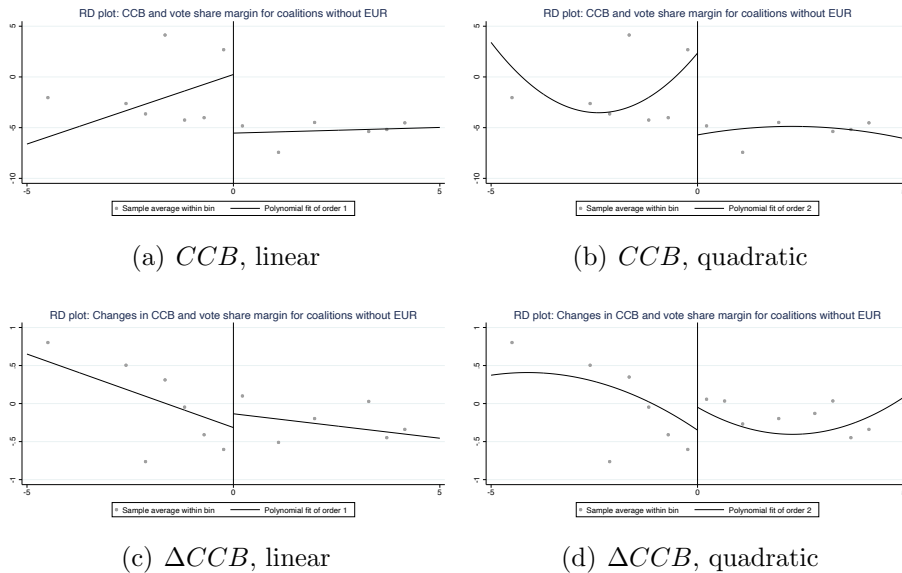 RD plot: CCB and vote share margin for coalitions without EUR
5
0
-5
-10
-5 0 5
Sample average within bin Polynomial fit of order 1
(a) CCB, linear
RD plot: CCB and vote share margin for coalitions without EUR
5
0
-5
-10
-5 0
Sample average within bin Polynomial fit of order 2
(b) CCB, quadratic
RD plot: Changes in CCB and vote share margin for coalitions without EUR
1
.5
0
-.5
-1
-5 0 5
Sample average within bin Polynomial fit of order 1
(c) ΔCCB, linear
RD plot: Changes in CCB and vote share margin for coalitions without EUR
1
.5
0
-.5
-1
-5 0
Sample average within bin Polynomial fit of order 2
(d) ΔCCB, quadratic